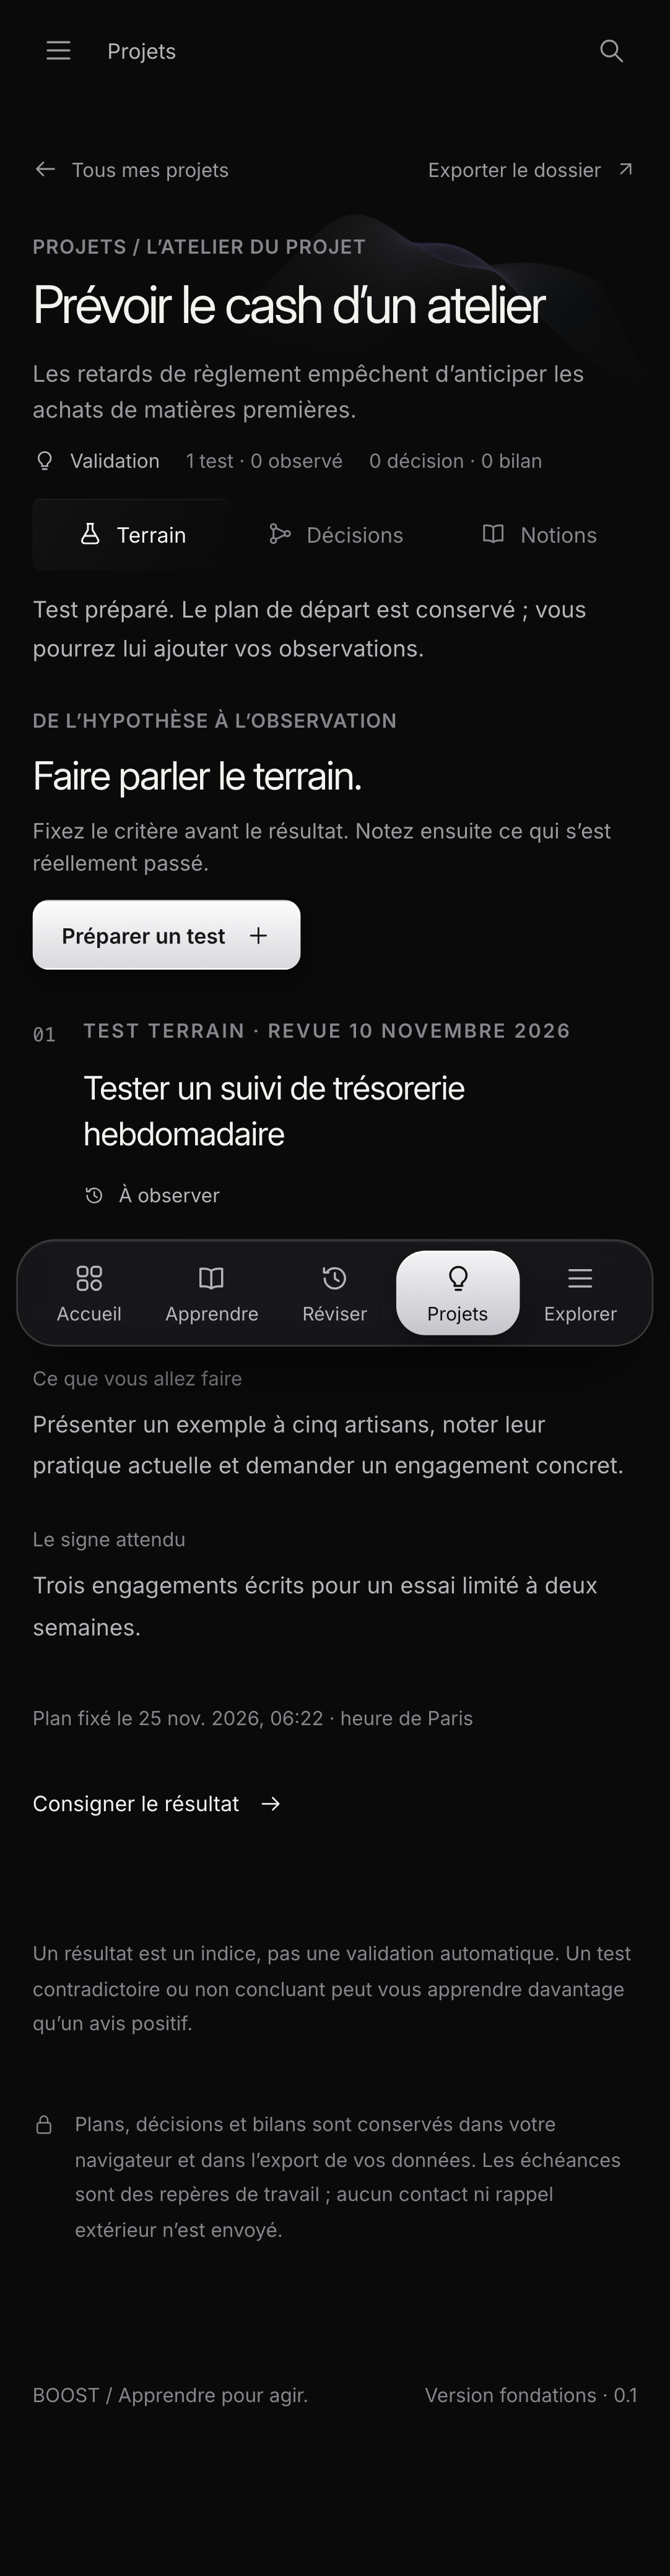 Projets
Tous mes projets
Exporter le dossier
PROJETS / L’ATELIER DU PROJET
Prévoir le cash d’un atelier
Les retards de règlement empêchent d’anticiper les
achats de matières premières.
Validation 1 test · 0 observé 0 décision · 0 bilan
Terrain
Décisions
Notions
Test préparé. Le plan de départ est conservé ; vous
pourrez lui ajouter vos observations.
DE L’HYPOTHÈSE À L’OBSERVATION
Faire parler le terrain.
Fixez le critère avant le résultat. Notez ensuite ce qui s’est
réellement passé.
Préparer un test
01
TEST TERRAIN · REVUE 10 NOVEMBRE 2026
Tester un suivi de trésorerie
hebdomadaire
À observer
Accueil
Apprendre
Réviser
Projets
Explorer
Ce que vous allez faire
Présenter un exemple à cinq artisans, noter leur
pratique actuelle et demander un engagement concret.
Le signe attendu
Trois engagements écrits pour un essai limité à deux
semaines.
Plan fixé le 25 nov. 2026, 06:22 · heure de Paris
Consigner le résultat
Un résultat est un indice, pas une validation automatique. Un test
contradictoire ou non concluant peut vous apprendre davantage
qu’un avis positif.
Plans, décisions et bilans sont conservés dans votre
navigateur et dans l’export de vos données. Les échéances
sont des repères de travail ; aucun contact ni rappel
extérieur n’est envoyé.
BOOST / Apprendre pour agir.
Version fondations · 0.1